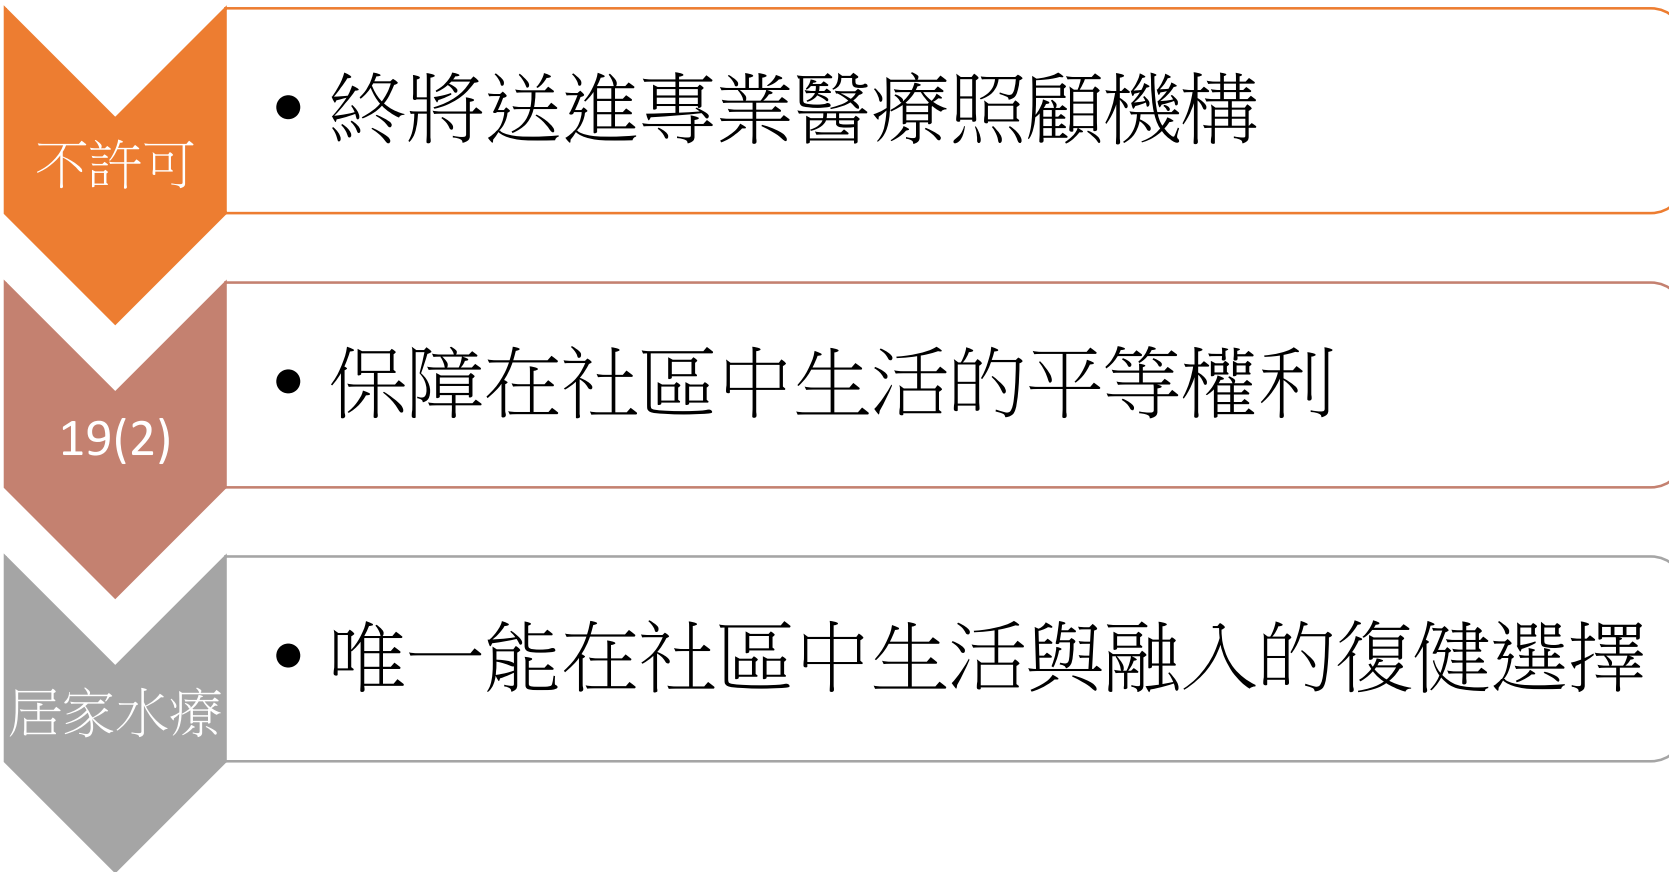 不許可
• 終將送進專業醫療照顧機構
19(2)
• 保障在社區中生活的平等權利
居家水療
• 唯一能在社區中生活與融入的復健選擇